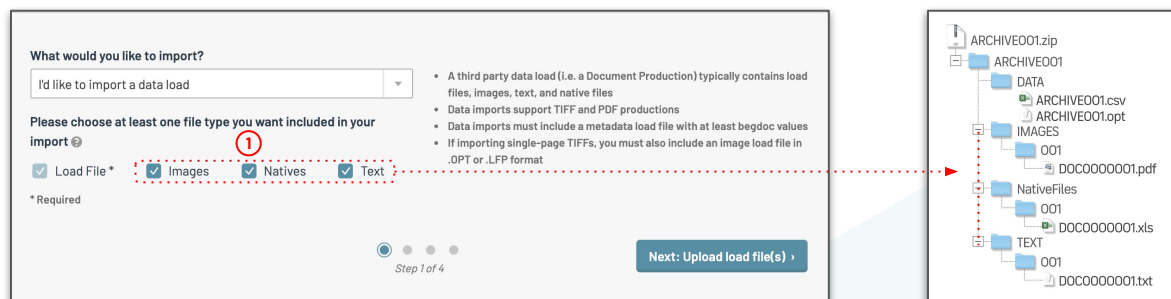 What would you like to import?
I'd like to import a data load
Please choose at least one file type you want included in your
import ?
1
Load File *
Images
Natives
Text
* Required
• A third party data load (i.e. a Document Production) typically contains load
files, images, text, and native files
• Data imports support TIFF and PDF productions
• Data imports must include a metadata load file with at least begdoc values
• If importing single-page TIFFs, you must also include an image load file in
.OPT or .LFP format
Step 1 of 4
Next: Upload load file(s) ›
ARCHIVE001.zip
ARCHIVE001
DATA
ARCHIVE001.csv
ARCHIVE001.opt
IMAGES
001
DOC0000001.pdf
NativeFiles
001
DOC0000001.xls
TEXT
001
DOC0000001.txt